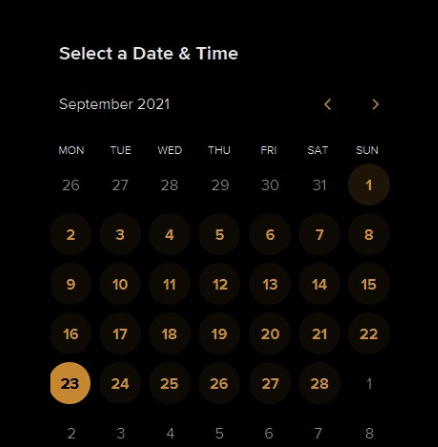 Select a Date & Time
September 2021
MON TUE WED THU FRI SAT SUN
26 27 28 29 30 31 1
2 3 4 5 6 7 8
9 10 11 12 13 14 15
16 17 18 19 20 21 22
23 24 25 26 27 28 1
2 3 4 5 6 7 8